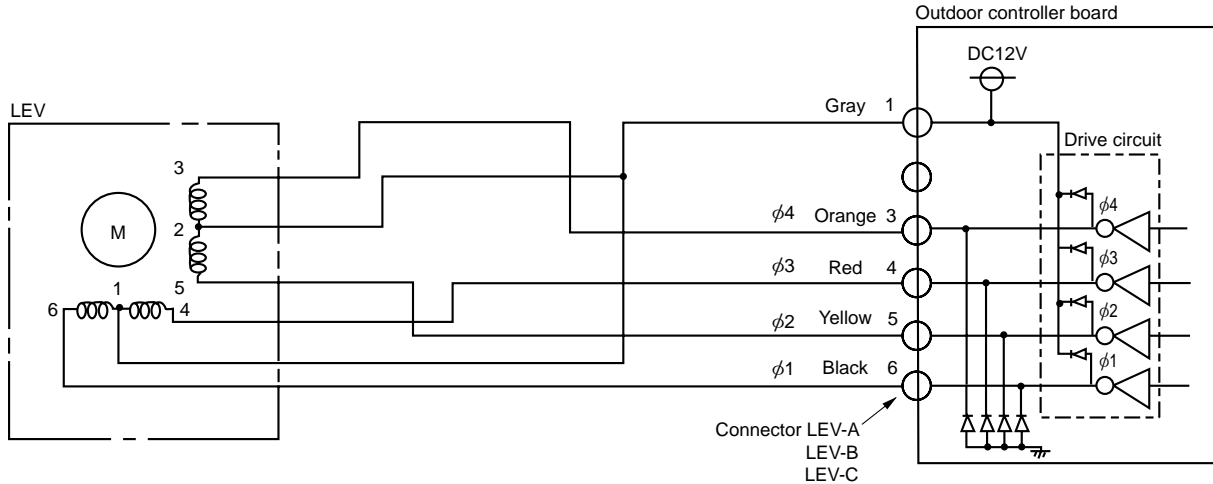 Outdoor controller board
DC12V
LEV
Gray 1
Drive circuit
3
ϕ4 Orange 3
ϕ4
M
2
ϕ3 Red 4
ϕ3
5
1
6
4
ϕ2 Yellow 5
ϕ2
ϕ1 Black 6
ϕ1
Connector LEV-A
LEV-B
LEV-C